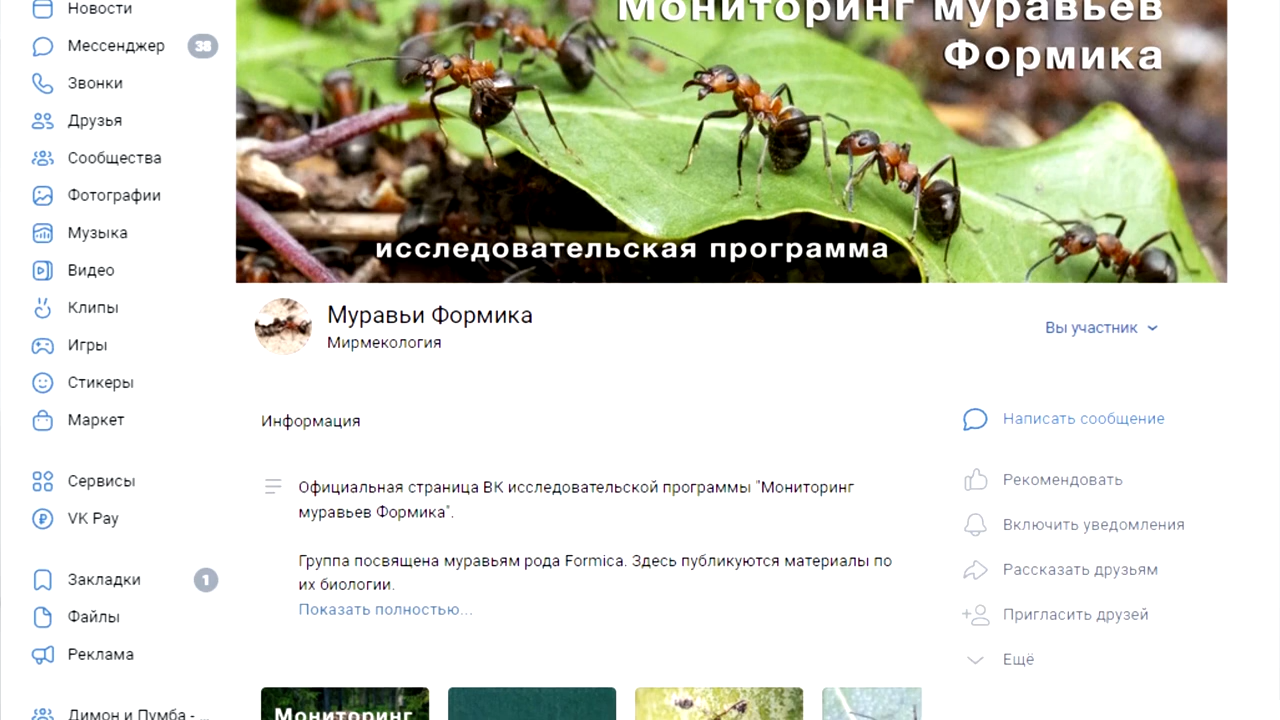 Новости
Мессенджер 38
Звонки
Друзья
Сообщества
Фотографии
Музыка
Видео
Клипы
Игры
Стикеры
Маркет
Сервисы
VK Pay
Закладки 1
Файлы
Реклама
Димон и Пумба - ...
Мониторинг муравьев
Формика
исследовательская программа
Муравьи Формика
Мирмекология
Вы участник
Информация
Официальная страница ВК исследовательской программы "Мониторинг
муравьев Формика".
Группа посвящена муравьям рода Formica. Здесь публикуются материалы по
их биологии.
Показать полностью...
Написать сообщение
Рекомендовать
Включить уведомления
Рассказать друзьям
Пригласить друзей
Ещё
Мониторинг